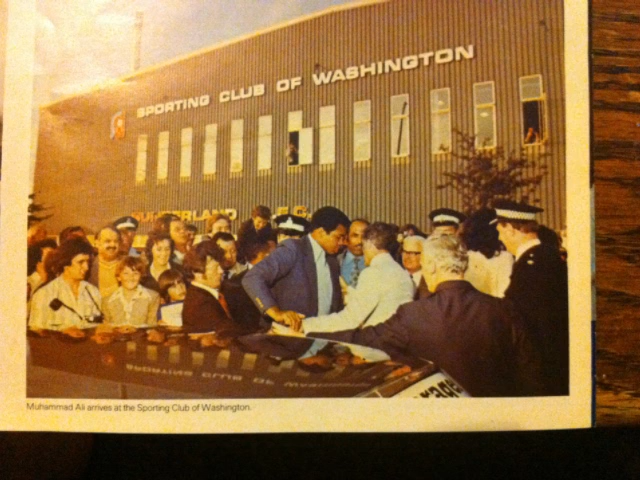 SPORTING CLUB OF WASHINGTON
SUNDERLAND A.F.C.
Muhammad Ali arrives at the Sporting Club of Washington.